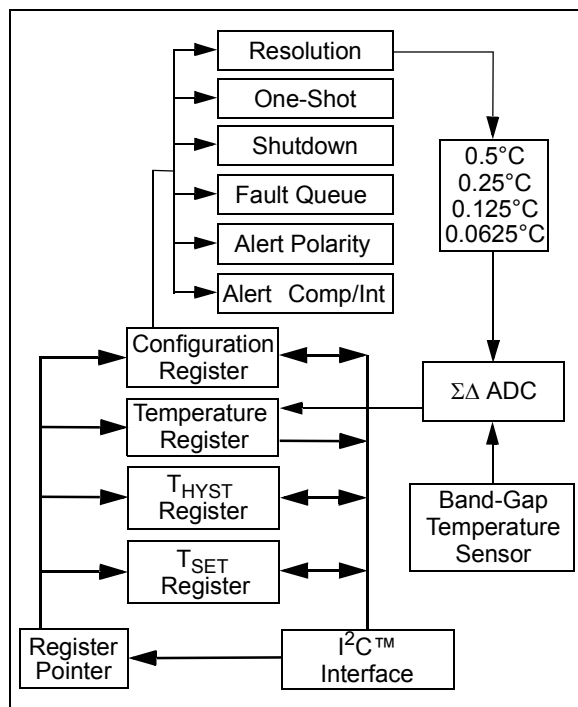 Resolution
One-Shot
Shutdown
Fault Queue
Alert Polarity
Alert Comp/Int
0.5°C
0.25°C
0.125°C
0.0625°C
Configuration
Register
Temperature
Register
THYST
Register
TSET
Register
ΣΔ ADC
Band-Gap
Temperature
Sensor
Register
Pointer
I²C™
Interface